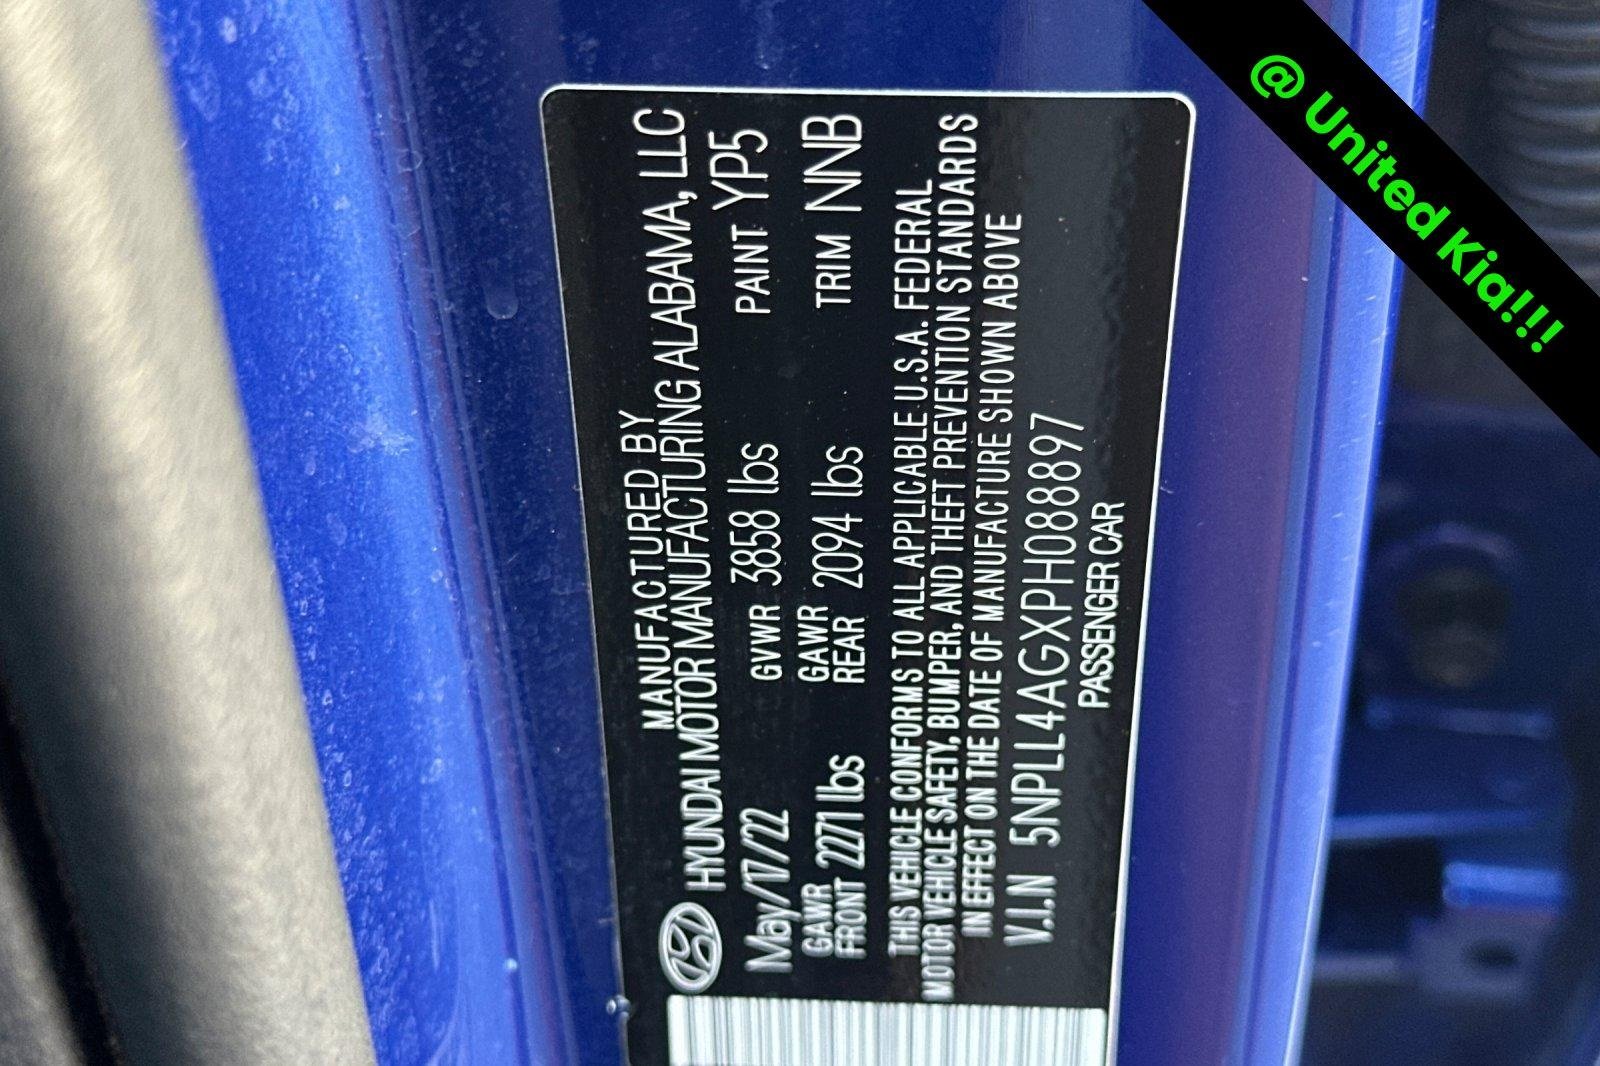 MANUFACTURED BY
HYUNDAI MOTOR MANUFACTURING ALABAMA, LLC
May/17/22 GVWR 3858 lbs PAINT YP5
GAWR FRONT 2271 lbs GAWR REAR 2094 lbs TRIM NNB
THIS VEHICLE CONFORMS TO ALL APPLICABLE U.S.A. FEDERAL
MOTOR VEHICLE SAFETY, BUMPER, AND THEFT PREVENTION STANDARDS
IN EFFECT ON THE DATE OF MANUFACTURE SHOWN ABOVE
V.I.N 5NPLL4AGXPH088897
PASSENGER CAR
@ United Kia!!!